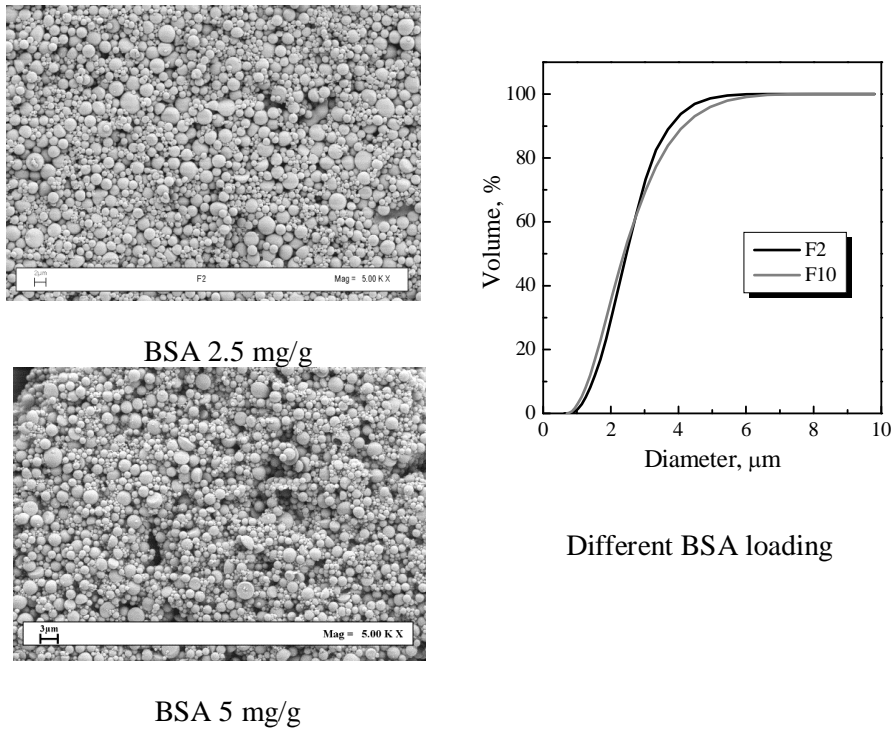 2µm
F2
Mag = 5.00 K X
BSA 2.5 mg/g
3µm
Mag = 5.00 K X
BSA 5 mg/g
100
80
60
40
20
0
Volume, %
F2
F10
0 2 4 6 8 10
Diameter, µm
Different BSA loading